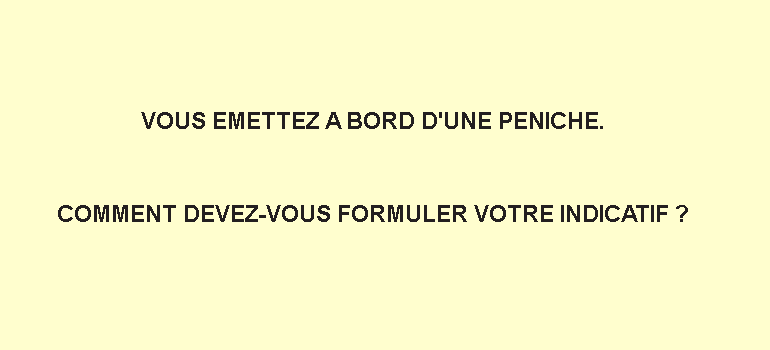 VOUS EMETTEZ A BORD D'UNE PENICHE.
COMMENT DEVEZ-VOUS FORMULER VOTRE INDICATIF ?